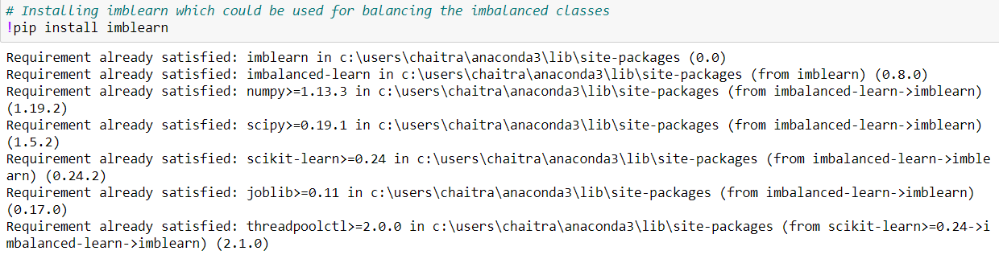 # Installing imblearn which could be used for balancing the imbalanced classes
!pip install imblearn
Requirement already satisfied: imblearn in c:\users\chaitra\anaconda3\lib\site-packages (0.0)
Requirement already satisfied: imbalanced-learn in c:\users\chaitra\anaconda3\lib\site-packages (from imblearn) (0.8.0)
Requirement already satisfied: numpy>=1.13.3 in c:\users\chaitra\anaconda3\lib\site-packages (from imbalanced-learn->imblearn)
(1.19.2)
Requirement already satisfied: scipy>=0.19.1 in c:\users\chaitra\anaconda3\lib\site-packages (from imbalanced-learn->imblearn)
(1.5.2)
Requirement already satisfied: scikit-learn>=0.24 in c:\users\chaitra\anaconda3\lib\site-packages (from imbalanced-learn->imble
arn) (0.24.2)
Requirement already satisfied: joblib>=0.11 in c:\users\chaitra\anaconda3\lib\site-packages (from imbalanced-learn->imblearn)
(0.17.0)
Requirement already satisfied: threadpoolctl>=2.0.0 in c:\users\chaitra\anaconda3\lib\site-packages (from scikit-learn>=0.24->i
mbalanced-learn->imblearn) (2.1.0)